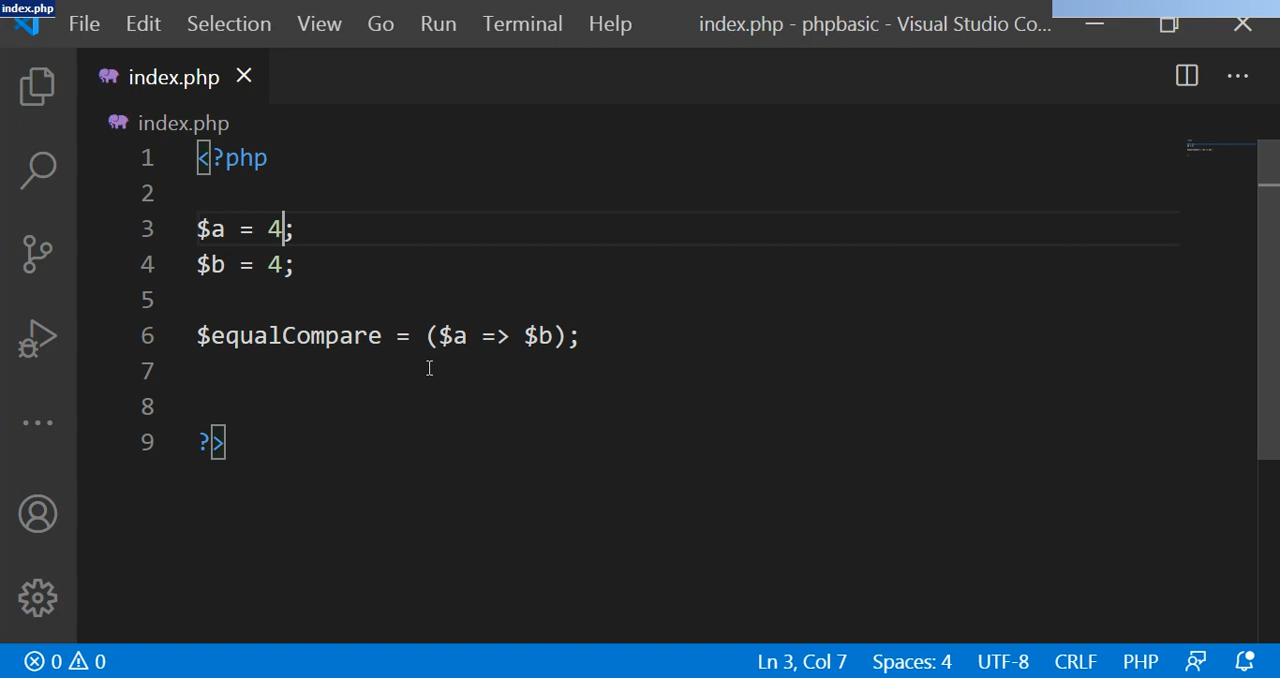 index.php
File Edit Selection View Go Run Terminal Help index.php - phpbasic - Visual Studio Co...
index.php
index.php
1 <?php
2
3 $a = 4;
4 $b = 4;
5
6 $equalCompare = ($a => $b);
7
8
9 ?>
0 0 Ln 3, Col 7 Spaces: 4 UTF-8 CRLF PHP